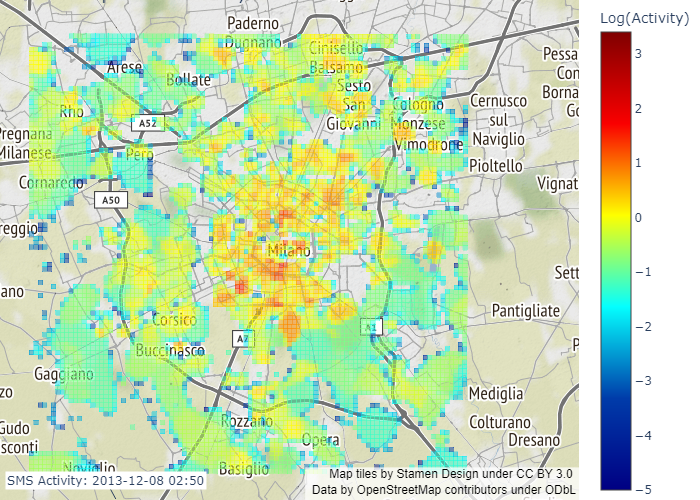 Paderno
Dugnano
Cinisello
Balsamo
Arese
Bollate
Sesto
San
Giovanni
Rho
A52
Cologno
Monzese
Cernusco
sul
Naviglio
Vimodrone
Pioltello
Pessa
Con
Borna
Go
Pregnana
Milanese
Pero
Cornaredo
A50
Vignat
reggio
Milano
Sett
ano
Pantigliate
Corsico
A7
A1
P
Buccinasco
Gaggiano
zo
Mediglia
Rozzano
Colturano
Gudo
Opera
Dresano
sconti
Noviglio
Basiglio
SMS Activity: 2013-12-08 02:50
Map tiles by Stamen Design under CC BY 3.0
Data by OpenStreetMap contributors under ODbL
Log(Activity)
3
2
1
0
−1
−2
−3
−4
−5